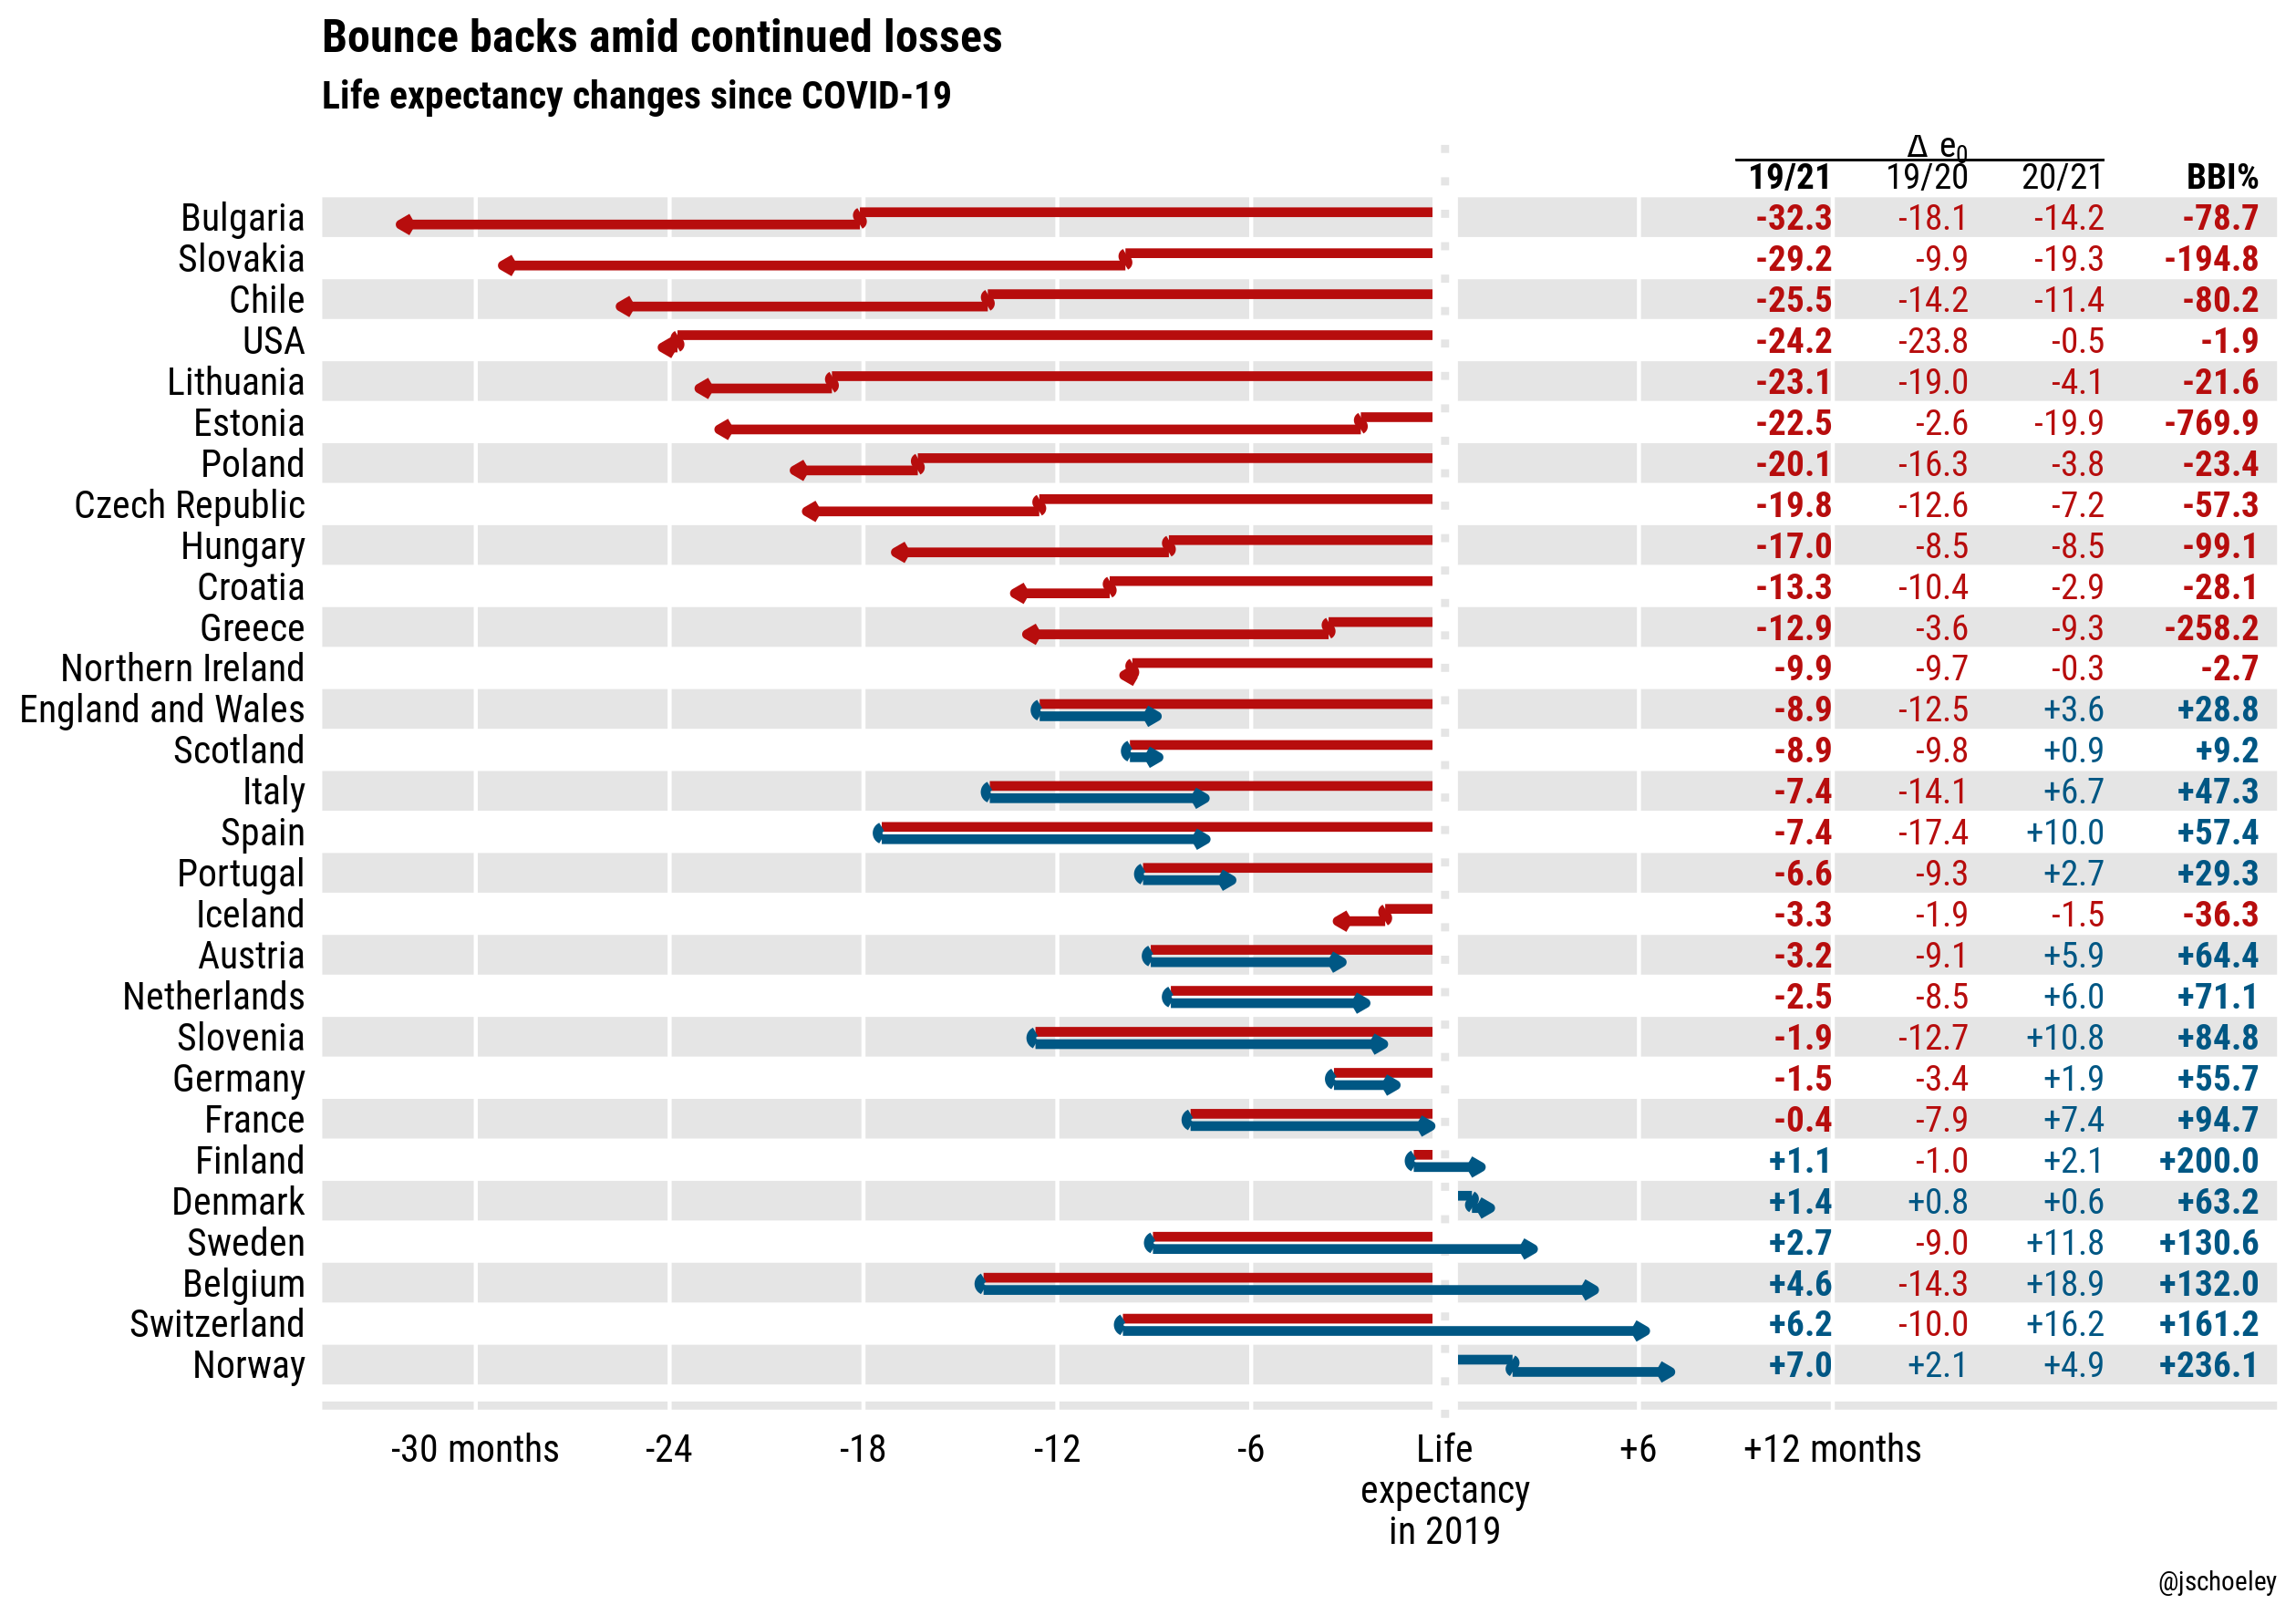 Bounce backs amid continued losses
Life expectancy changes since COVID-19
Δ e₀
19/21 19/20 20/21 BBI%
Bulgaria -32.3 -18.1 -14.2 -78.7
Slovakia -29.2 -9.9 -19.3 -194.8
Chile -25.5 -14.2 -11.4 -80.2
USA -24.2 -23.8 -0.5 -1.9
Lithuania -23.1 -19.0 -4.1 -21.6
Estonia -22.5 -2.6 -19.9 -769.9
Poland -20.1 -16.3 -3.8 -23.4
Czech Republic -19.8 -12.6 -7.2 -57.3
Hungary -17.0 -8.5 -8.5 -99.1
Croatia -13.3 -10.4 -2.9 -28.1
Greece -12.9 -3.6 -9.3 -258.2
Northern Ireland -9.9 -9.7 -0.3 -2.7
England and Wales -8.9 -12.5 +3.6 +28.8
Scotland -8.9 -9.8 +0.9 +9.2
Italy -7.4 -14.1 +6.7 +47.3
Spain -7.4 -17.4 +10.0 +57.4
Portugal -6.6 -9.3 +2.7 +29.3
Iceland -3.3 -1.9 -1.5 -36.3
Austria -3.2 -9.1 +5.9 +64.4
Netherlands -2.5 -8.5 +6.0 +71.1
Slovenia -1.9 -12.7 +10.8 +84.8
Germany -1.5 -3.4 +1.9 +55.7
France -0.4 -7.9 +7.4 +94.7
Finland +1.1 -1.0 +2.1 +200.0
Denmark +1.4 +0.8 +0.6 +63.2
Sweden +2.7 -9.0 +11.8 +130.6
Belgium +4.6 -14.3 +18.9 +132.0
Switzerland +6.2 -10.0 +16.2 +161.2
Norway +7.0 +2.1 +4.9 +236.1
-30 months -24 -18 -12 -6 Life +6 +12 months
expectancy
in 2019
@jschoeley